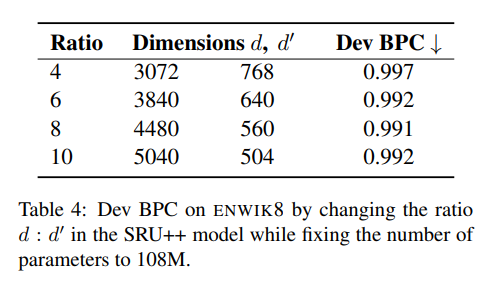 Ratio Dimensions d, d′ Dev BPC ↓
4 3072 768 0.997
6 3840 640 0.992
8 4480 560 0.991
10 5040 504 0.992
Table 4: Dev BPC on ENWIK8 by changing the ratio
d : d′ in the SRU++ model while fixing the number of
parameters to 108M.